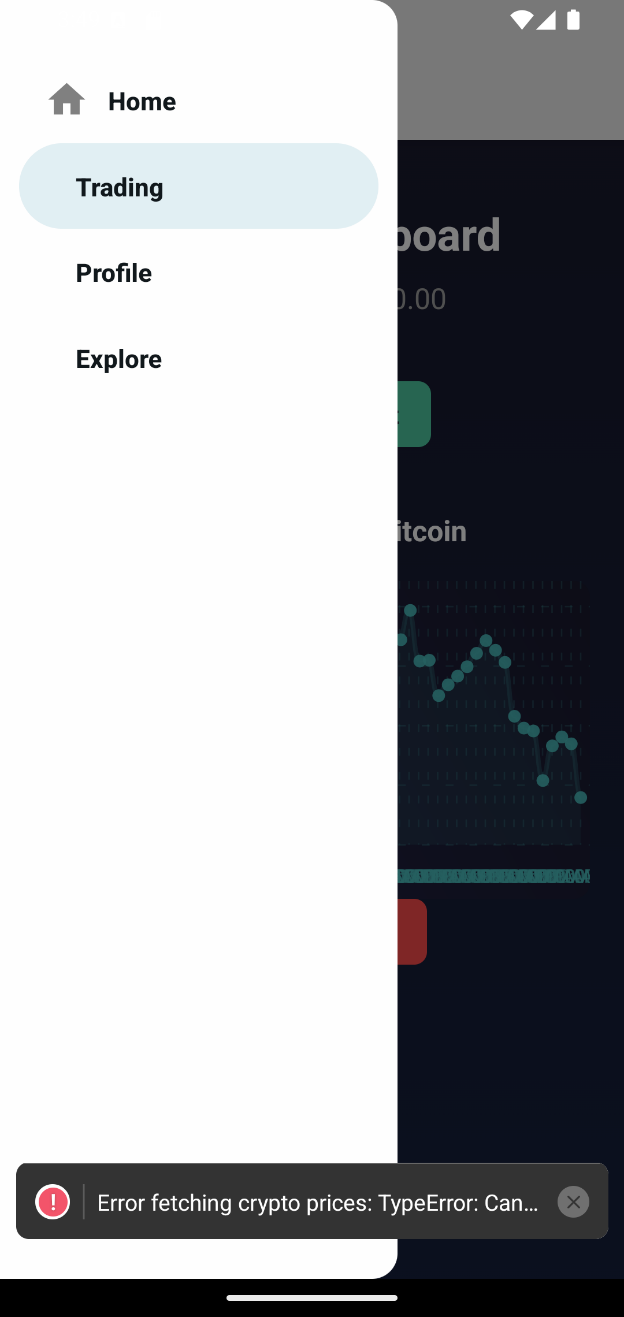 Home
Trading
Profile
Explore
board
0.00
itcoin
Error fetching crypto prices: TypeError: Can...